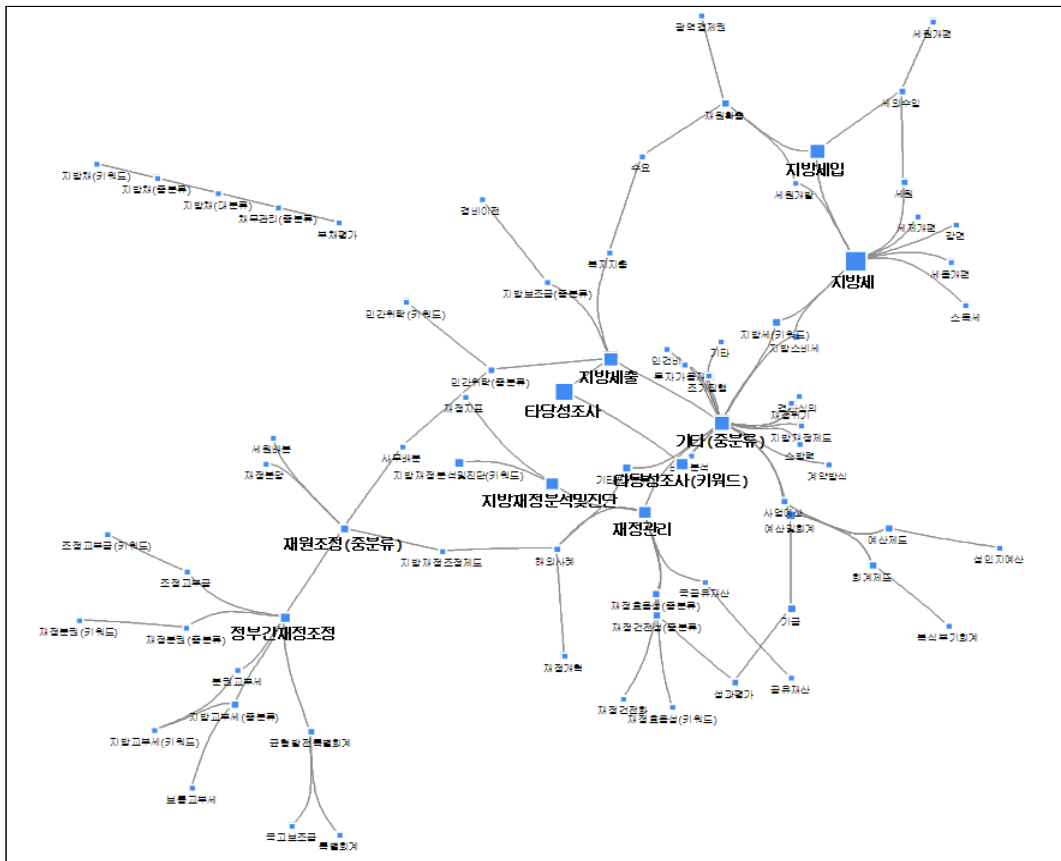 광역경제권
세원개편
세외수입
재원확충
수요
지방세입
세원개발
세원
지방채(키워드)
지방채(중분류)
지방채(대분류)
채무관리(중분류)
부채평가
경비이전
세제개편
감면
복지지출
세율개편
지방세
지방보조금(중분류)
소득세
민간위탁(키워드)
지방세(키워드)
지방소비세
기타
인건비
민간위탁(중분류)
지방세출
조기집행
타당성조사
재정지표
재정위기
지방재정제도
기타(중분류)
사무배분
세원배분
재정분담
지방재정분석및진단(키워드)
타당성조사(키워드)
계약방식
지방재정분석및진단
재정관리
사업예산
예산및회계
재원조정(중분류)
예산제도
조정교부금(키워드)
지방재정조정제도
해외사례
성인지예산
회계제도
조정교부금
국공유재산
재정효율성(중분류)
재정건전성(중분류)
기금
재정분권(키워드)
재정분권(중분류)
정부간재정조정
복식부기회계
재정개혁
분권교부세
성과평가
공유재산
재정건전화
재정효율성(키워드)
지방교부세(중분류)
지방교부세(키워드)
균형발전특별회계
보통교부세
국고보조금
특별회계